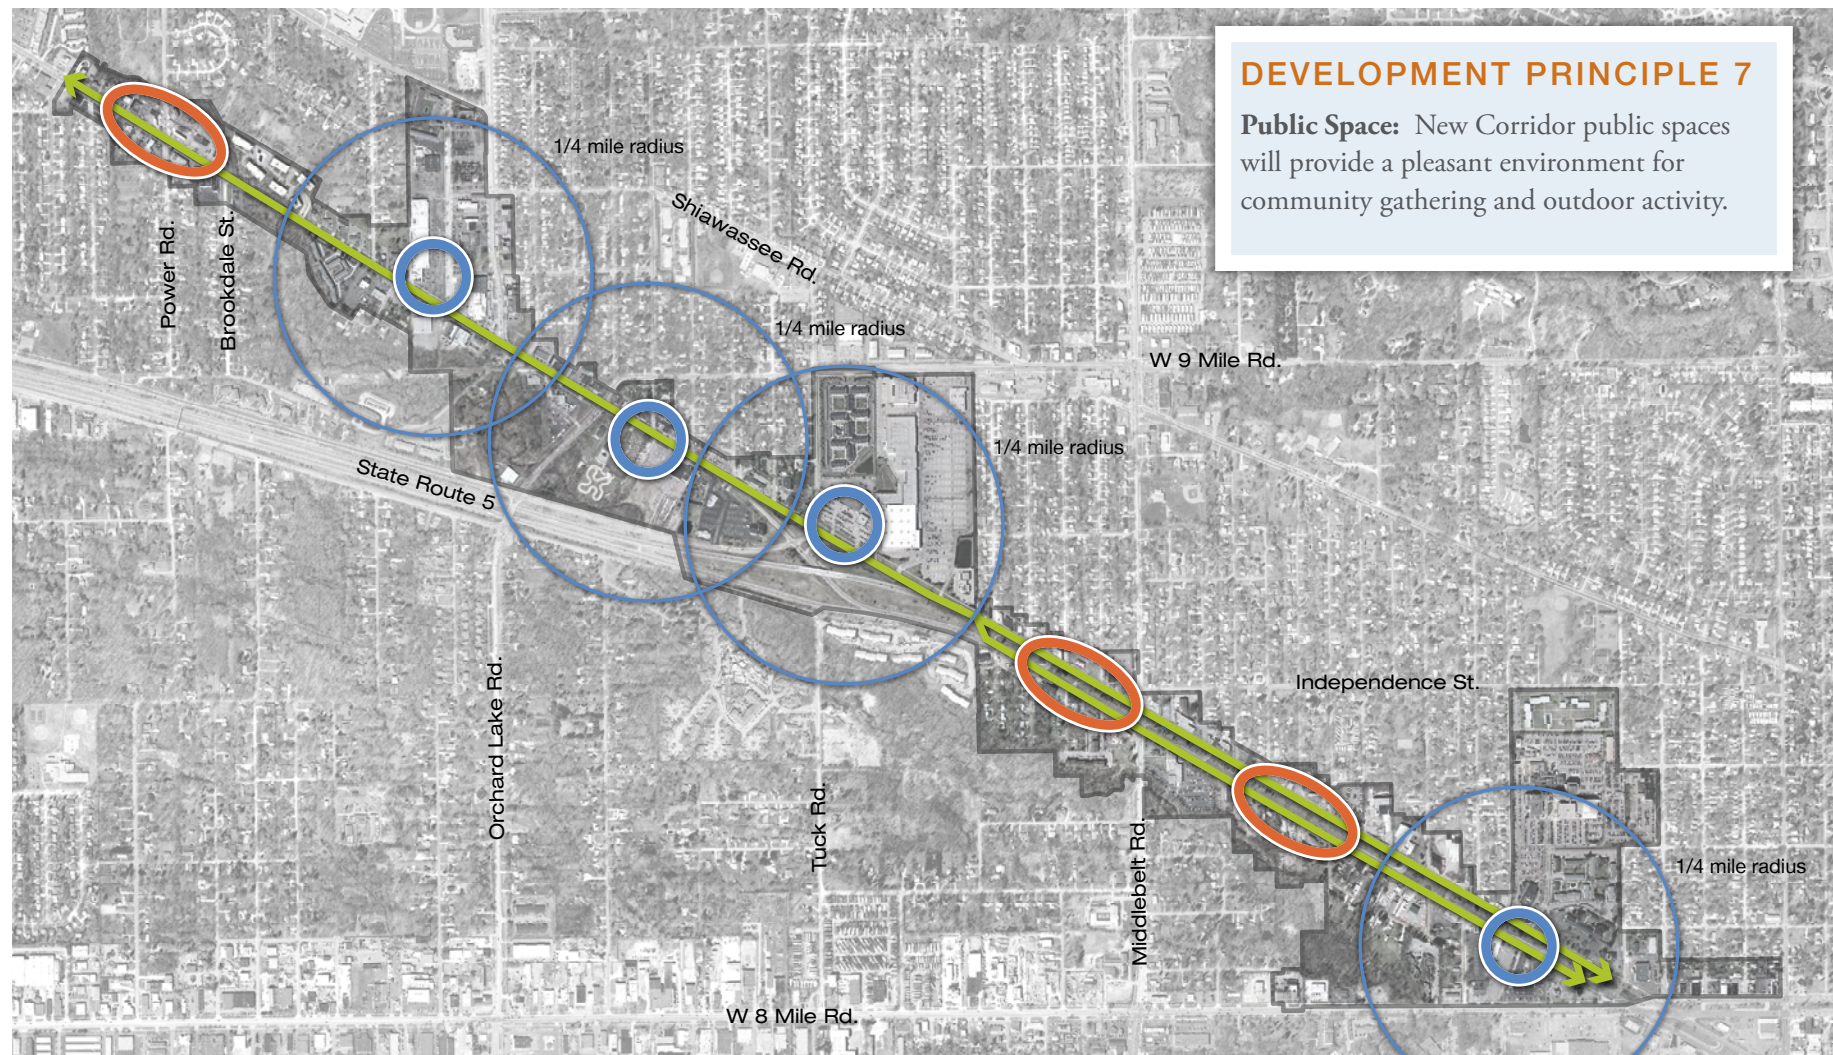 DEVELOPMENT PRINCIPLE 7
Public Space: New Corridor public spaces
will provide a pleasant environment for
community gathering and outdoor activity.
1/4 mile radius
Shiawassee Rd.
Power Rd.
Brookdale St.
1/4 mile radius
W 9 Mile Rd.
1/4 mile radius
State Route 5
Orchard Lake Rd.
Independence St.
Tuck Rd.
Middlebelt Rd.
1/4 mile radius
W 8 Mile Rd.